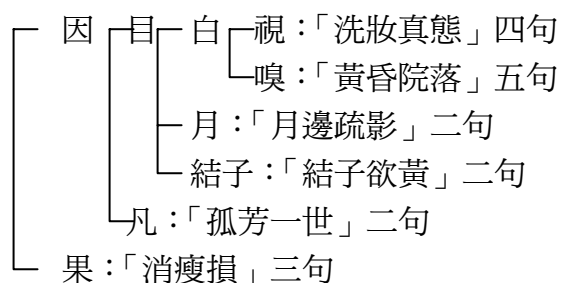 因 目 白 視：「洗妝真態」四句
嗅：「黃昏院落」五句
月：「月邊疏影」二句
結子：「結子欲黃」二句
凡：「孤芳一世」二句
果：「消瘦損」三句